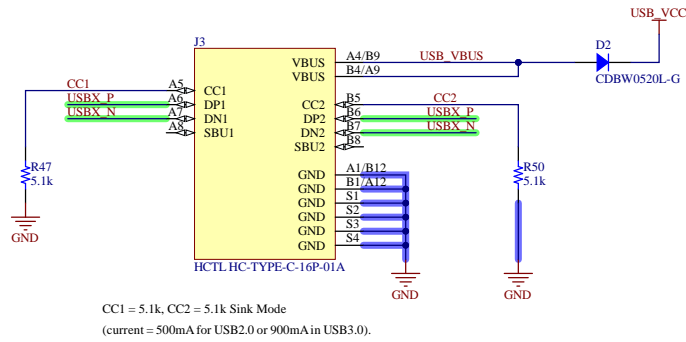 USB_VCC
J3
D2
CDBW0520L-G
VBUS A4/B9 USB_VBUS
VBUS B4/A9
CC1 A5 CC1
USBX_P A6 DP1
USBX_N A7 DN1
A8 SBU1
CC2 B5 CC2
DP2 B6 USBX_P
DN2 B7 USBX_N
SBU2 B8
R47
5.1k
GND
GND A1/B12
GND B1/A12
GND S1
GND S2
GND S3
GND S4
R50
5.1k
GND
GND
HCTL HC-TYPE-C-16P-01A
CC1 = 5.1k, CC2 = 5.1k Sink Mode
(current = 500mA for USB2.0 or 900mA in USB3.0).